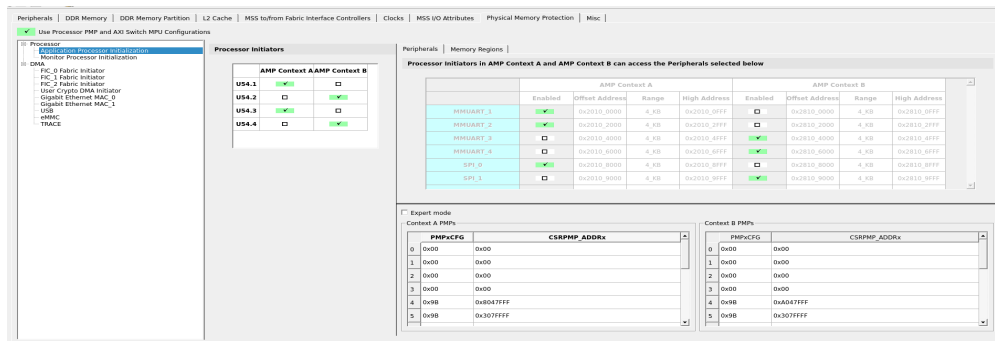 Peripherals | DDR Memory | DDR Memory Partition | L2 Cache | MSS to/from Fabric Interface Controllers | Clocks | MSS I/O Attributes | Physical Memory Protection | Misc |
Use Processor PMP and AXI Switch MPU Configurations
Processor
Application Processor Initialization
Monitor Processor Initialization
DMA
FIC_0 Fabric Initiator
FIC_1 Fabric Initiator
FIC_2 Fabric Initiator
User Crypto DMA Initiator
Gigabit Ethernet MAC_0
Gigabit Ethernet MAC_1
USB
eMMC
TRACE
Processor Initiators
AMP Context A AMP Context B
U54.1
U54.2
U54.3
U54.4
Peripherals | Memory Regions |
Processor Initiators in AMP Context A and AMP Context B can access the Peripherals selected below
AMP Context A AMP Context B
Enabled Offset Address Range High Address Enabled Offset Address Range High Address
MMUART_1 0x2010_0000 4_KB 0x2010_0FFF 0x2810_0000 4_KB 0x2810_0FFF
MMUART_2 0x2010_2000 4_KB 0x2010_2FFF 0x2810_2000 4_KB 0x2810_2FFF
MMUART_3 0x2010_4000 4_KB 0x2010_4FFF 0x2810_4000 4_KB 0x2810_4FFF
MMUART_4 0x2010_6000 4_KB 0x2010_6FFF 0x2810_6000 4_KB 0x2810_6FFF
SPI_0 0x2010_8000 4_KB 0x2010_8FFF 0x2810_8000 4_KB 0x2810_8FFF
SPI_1 0x2010_9000 4_KB 0x2010_9FFF 0x2810_9000 4_KB 0x2810_9FFF
Expert mode
Context A PMPs
PMPxCFG CSRPMP_ADDRx
0 0x00 0x00
1 0x00 0x00
2 0x00 0x00
3 0x00 0x00
4 0x9B 0x8047FFF
5 0x9B 0x307FFFF
Context B PMPs
PMPxCFG CSRPMP_ADDRx
0 0x00 0x00
1 0x00 0x00
2 0x00 0x00
3 0x00 0x00
4 0x9B 0xA047FFF
5 0x9B 0x307FFFF